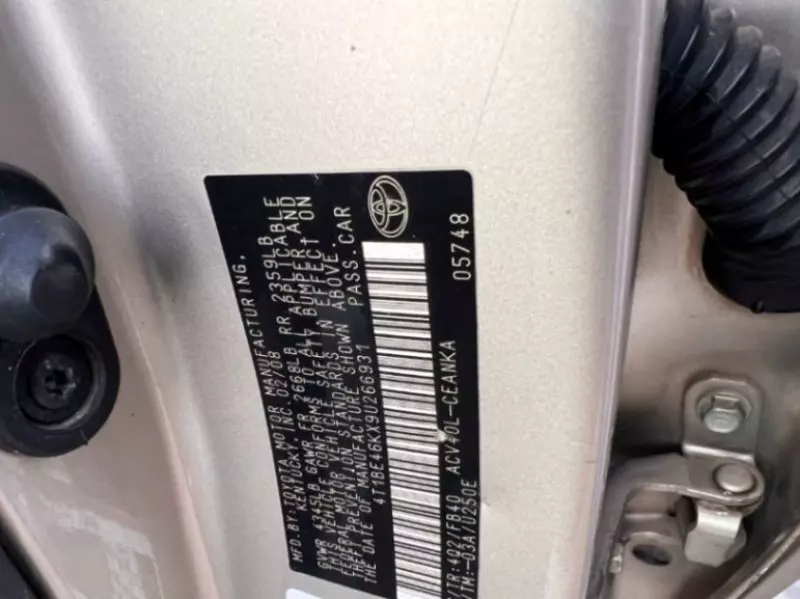 MFD.BY:TOYOTA MOTOR MANUFACTURING,
KENTUCKY, INC. 02/08
GVWR 4345LB GAWR FR 2668LB RR 2359LB
THIS VEHICLE CONFORMS TO ALL APPLICABLE
FEDERAL MOTOR VEHICLE SAFETY BUMPER AND
THEFT PREVENTION STANDARDS IN EFFECT ON
THE DATE OF MANUFACTURE SHOWN ABOVE.
4T1BE46KX9U266931 PASS. CAR
/TR:4Q2/FB40 ACV40L-CEANKA 05748
/TM:-03A/U250E